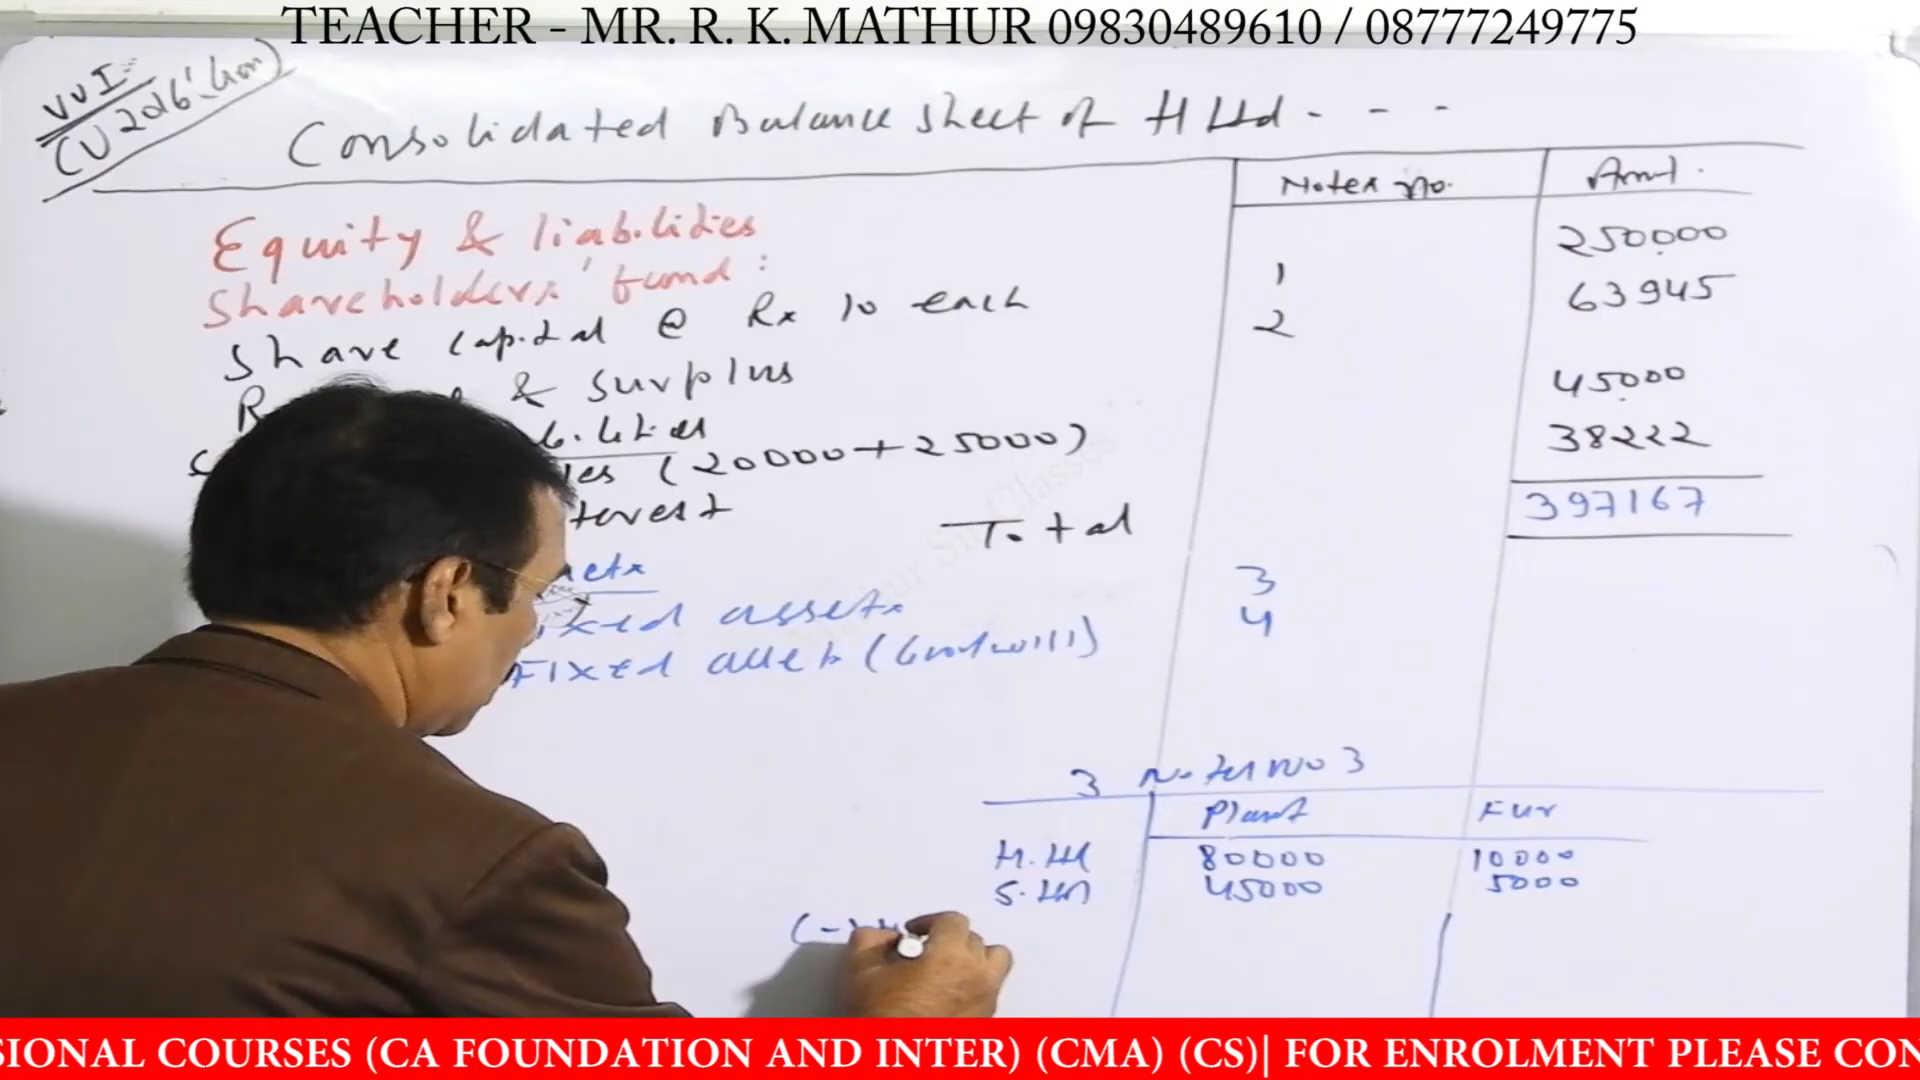 TEACHER - MR. R. K. MATHUR 09830489610 / 08777249775
VVI
CU 2016 (Hon)
Consolidated Balance Sheet of H Ltd - - -
Notes No. Amt.
Equity & liabilities 250000
Shareholders' fund: 1 63945
Share capital @ Rs 10 each 2
& Surplus 45000
(20000+25000) 38222
Total 397167
Fixed assets 3
Fixed asset (Goodwill) 4
3 Notes No 3
Plant Fur
H. Ltd 80000 10000
S. Ltd 45000 5000
(-)
Classes
SIONAL COURSES (CA FOUNDATION AND INTER) (CMA) (CS)| FOR ENROLMENT PLEASE CON